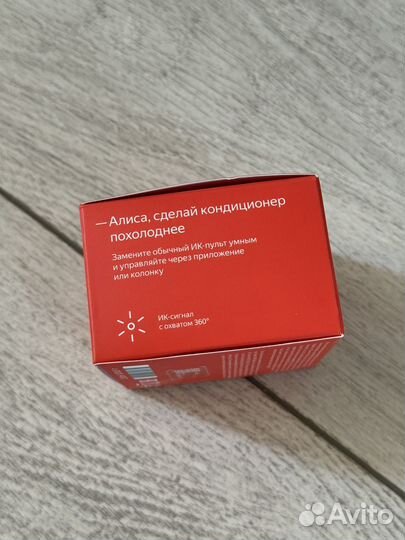 — Алиса, сделай кондиционер
похолоднее
Замените обычный ИК-пульт умным
и управляйте через приложение
или колонку
ИК-сигнал
с охватом 360°
Avito